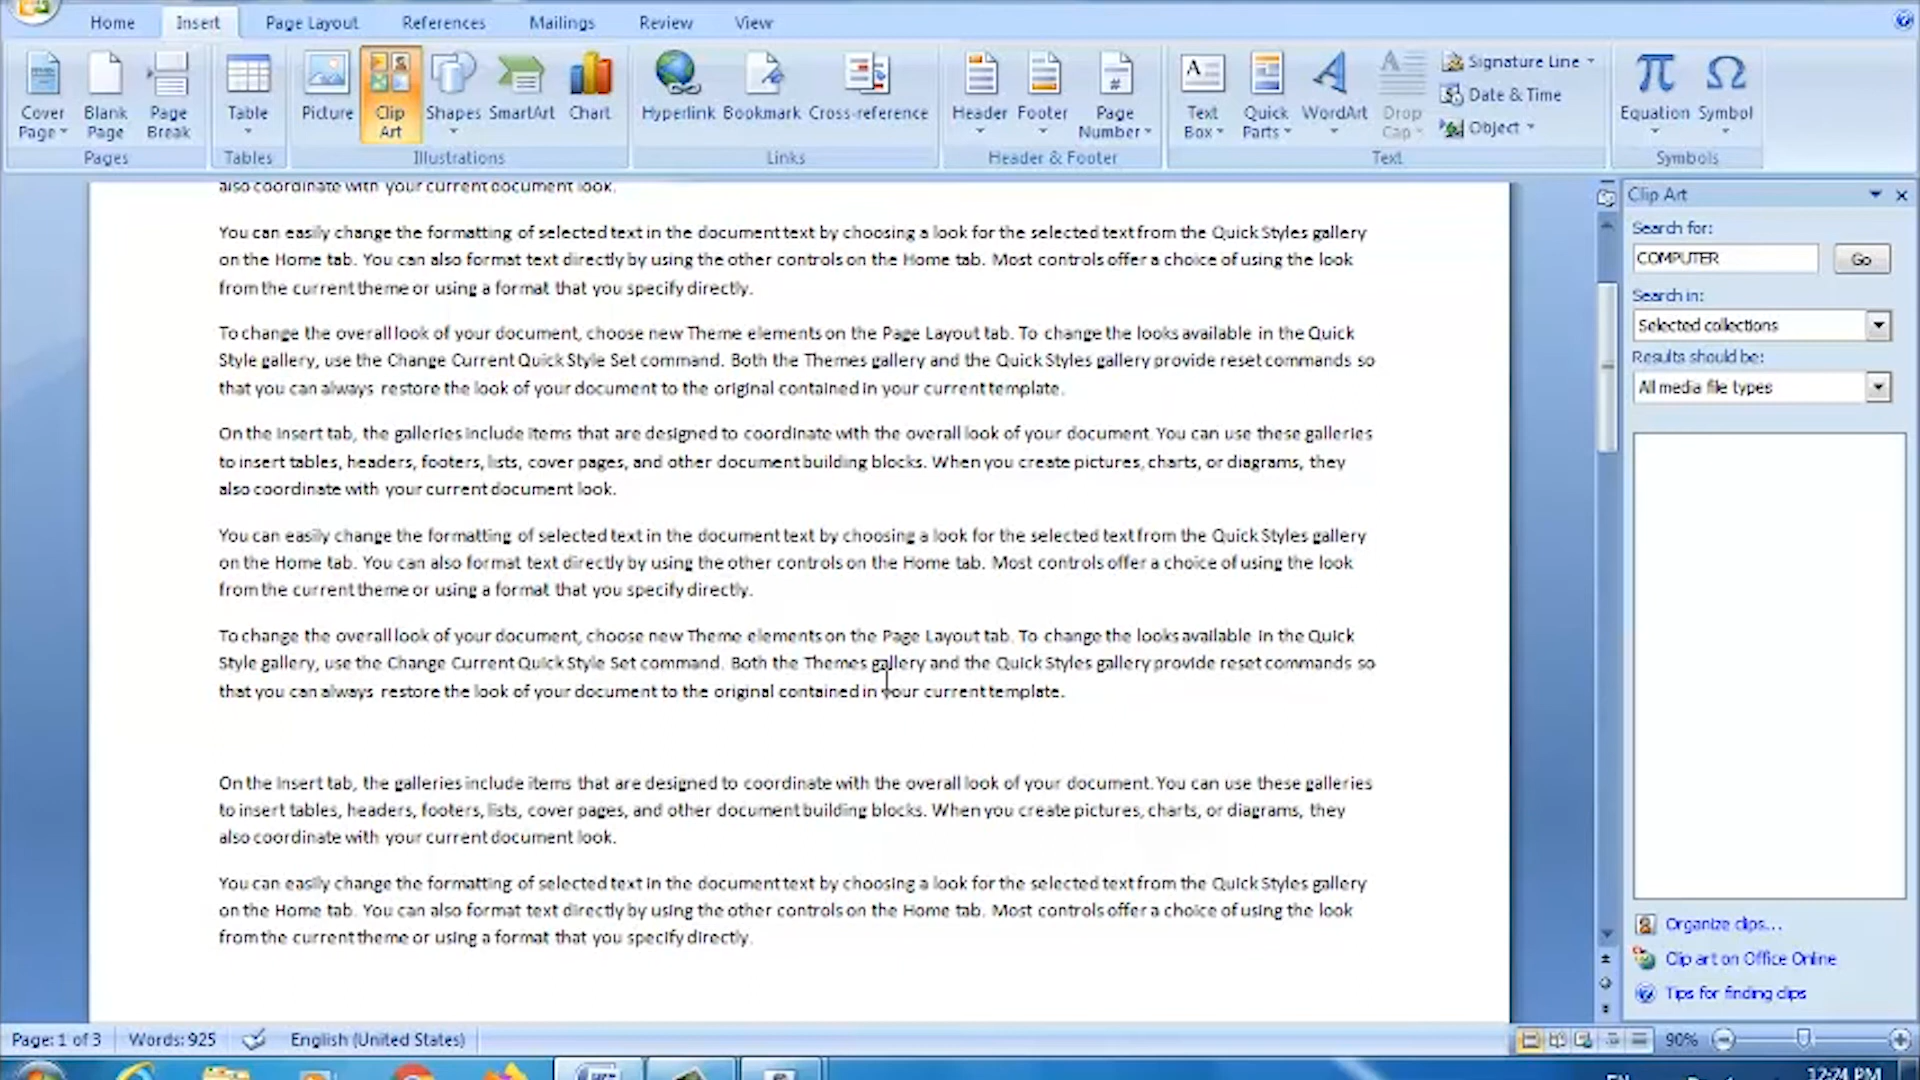 Home Insert Page Layout References Mailings Review View
Cover Page Blank Page Page Break Table Picture Clip Art Shapes SmartArt Chart Hyperlink Bookmark Cross-reference Header Footer Page Number Text Box Quick Parts WordArt Drop Cap Signature Line Date & Time Object Equation Symbol
Pages Tables Illustrations Links Header & Footer Text Symbols
also coordinate with your current document look.
You can easily change the formatting of selected text in the document text by choosing a look for the selected text from the Quick Styles gallery
on the Home tab. You can also format text directly by using the other controls on the Home tab. Most controls offer a choice of using the look
from the current theme or using a format that you specify directly.
To change the overall look of your document, choose new Theme elements on the Page Layout tab. To change the looks available in the Quick
Style gallery, use the Change Current Quick Style Set command. Both the Themes gallery and the Quick Styles gallery provide reset commands so
that you can always restore the look of your document to the original contained in your current template.
On the Insert tab, the galleries include items that are designed to coordinate with the overall look of your document. You can use these galleries
to insert tables, headers, footers, lists, cover pages, and other document building blocks. When you create pictures, charts, or diagrams, they
also coordinate with your current document look.
You can easily change the formatting of selected text in the document text by choosing a look for the selected text from the Quick Styles gallery
on the Home tab. You can also format text directly by using the other controls on the Home tab. Most controls offer a choice of using the look
from the current theme or using a format that you specify directly.
To change the overall look of your document, choose new Theme elements on the Page Layout tab. To change the looks available in the Quick
Style gallery, use the Change Current Quick Style Set command. Both the Themes gallery and the Quick Styles gallery provide reset commands so
that you can always restore the look of your document to the original contained in your current template.
On the Insert tab, the galleries include items that are designed to coordinate with the overall look of your document. You can use these galleries
to insert tables, headers, footers, lists, cover pages, and other document building blocks. When you create pictures, charts, or diagrams, they
also coordinate with your current document look.
You can easily change the formatting of selected text in the document text by choosing a look for the selected text from the Quick Styles gallery
on the Home tab. You can also format text directly by using the other controls on the Home tab. Most controls offer a choice of using the look
from the current theme or using a format that you specify directly.
Clip Art
Search for:
COMPUTER Go
Search in:
Selected collections
Results should be:
All media file types
Organize clips...
Clip art on Office Online
Tips for finding clips
Page: 1 of 3 Words: 925 English (United States) 90%
12:24 PM